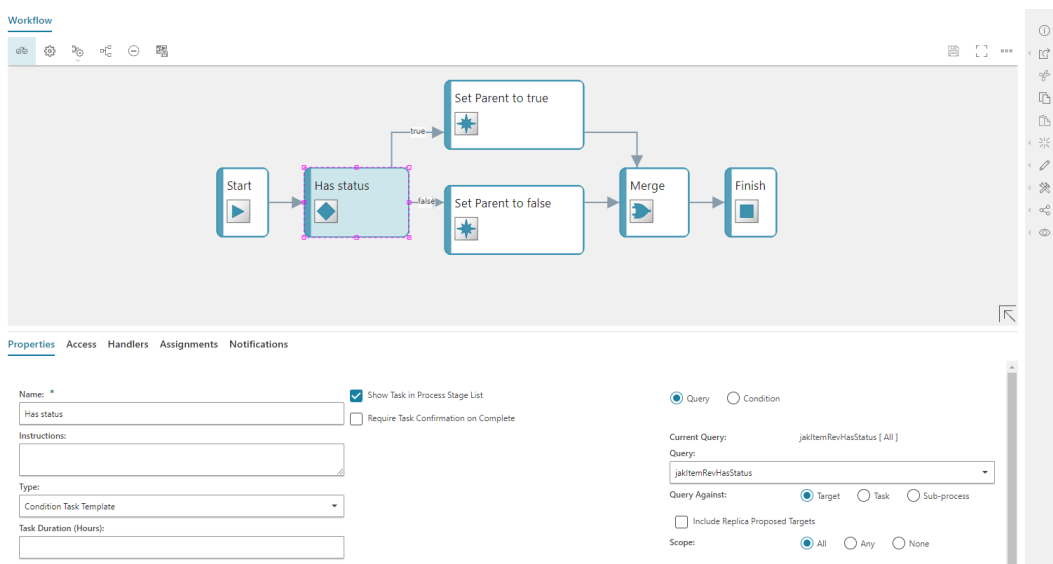 Workflow
Set Parent to true
true
Start
Has status
false
Set Parent to false
Merge
Finish
Properties Access Handlers Assignments Notifications
Name: *
Has status
Show Task in Process Stage List
Require Task Confirmation on Complete
Instructions:
Type:
Condition Task Template
Task Duration (Hours):
Query Condition
Current Query: jakItemRevHasStatus [ All ]
Query:
jakItemRevHasStatus
Query Against: Target Task Sub-process
Include Replica Proposed Targets
Scope: All Any None